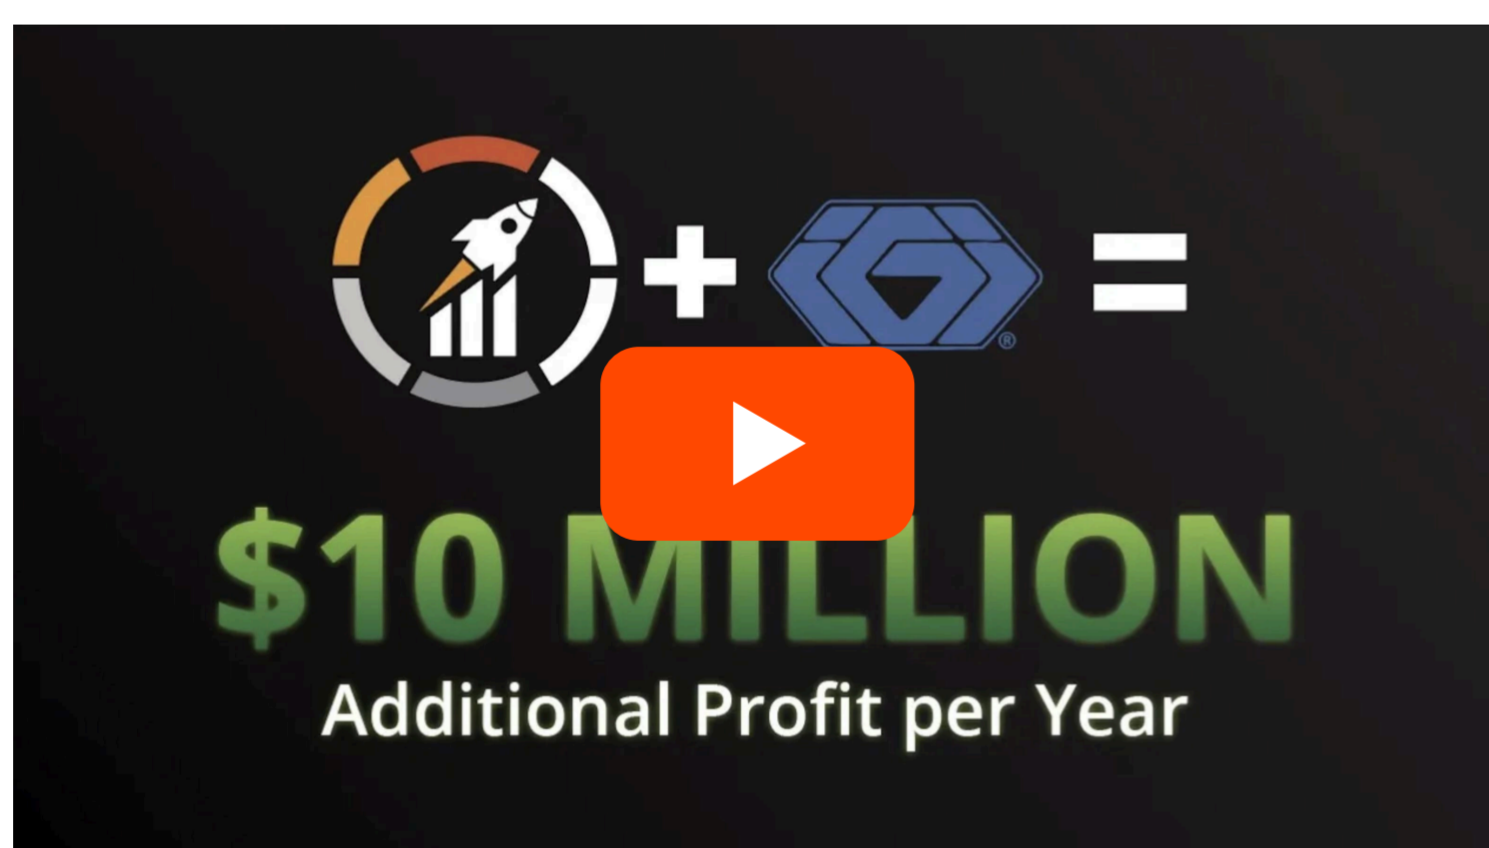 + =
®
$10 MILLION
Additional Profit per Year